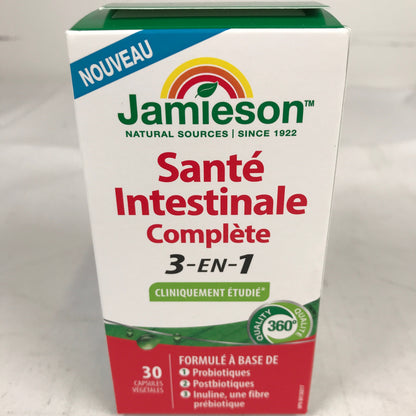 NOUVEAU
Jamieson™
NATURAL SOURCES | SINCE 1922
Santé
Intestinale
Complète
3-EN-1
CLINIQUEMENT ÉTUDIÉ*
QUALITY 360° QUALITÉ
30
CAPSULES
VÉGÉTALES
FORMULÉ À BASE DE
1 Probiotiques
2 Postbiotiques
3 Inuline, une fibre
prébiotique